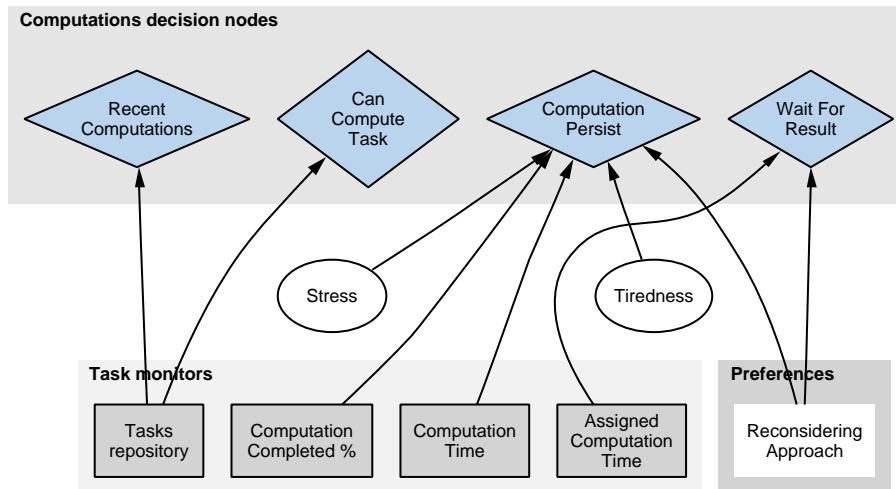 Computations decision nodes
Recent
Computations
Can
Compute
Task
Computation
Persist
Wait For
Result
Stress
Tiredness
Task monitors
Preferences
Tasks
repository
Computation
Completed %
Computation
Time
Assigned
Computation
Time
Reconsidering
Approach